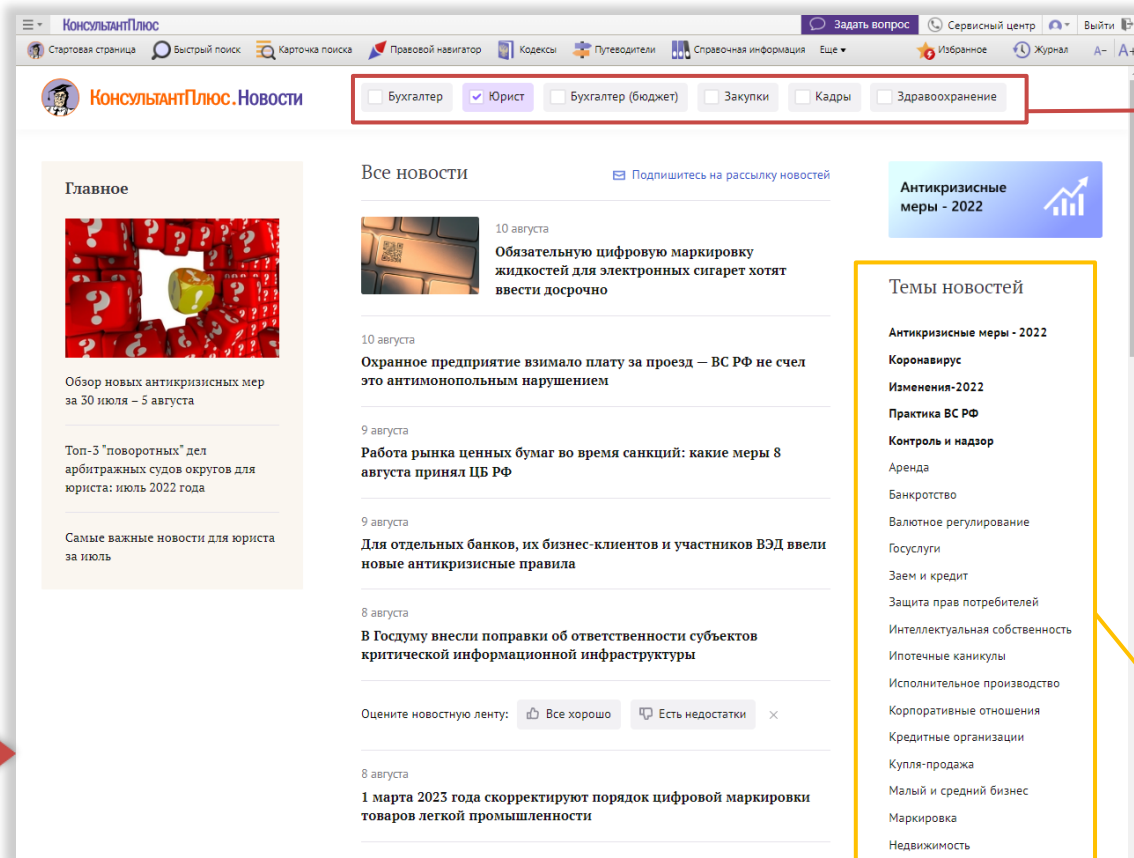 КонсультантПлюс
Задать вопрос
Сервисный центр
Выйти
Стартовая страница
Быстрый поиск
Карточка поиска
Правовой навигатор
Кодексы
Путеводители
Справочная информация
Еще
Избранное
Журнал
А−
А+
КонсультантПлюс.Новости
Бухгалтер
Юрист
Бухгалтер (бюджет)
Закупки
Кадры
Здравоохранение
Главное
Обзор новых антикризисных мер
за 30 июля – 5 августа
Топ-3 "поворотных" дел
арбитражных судов округов для
юриста: июль 2022 года
Самые важные новости для юриста
за июль
Все новости
Подпишитесь на рассылку новостей
10 августа
Обязательную цифровую маркировку
жидкостей для электронных сигарет хотят
ввести досрочно
10 августа
Охранное предприятие взимало плату за проезд — ВС РФ не счел
это антимонопольным нарушением
9 августа
Работа рынка ценных бумаг во время санкций: какие меры 8
августа принял ЦБ РФ
9 августа
Для отдельных банков, их бизнес-клиентов и участников ВЭД ввели
новые антикризисные правила
8 августа
В Госдуму внесли поправки об ответственности субъектов
критической информационной инфраструктуры
Оцените новостную ленту:
Все хорошо
Есть недостатки
8 августа
1 марта 2023 года скорректируют порядок цифровой маркировки
товаров легкой промышленности
Антикризисные
меры - 2022
Темы новостей
Антикризисные меры - 2022
Коронавирус
Изменения-2022
Практика ВС РФ
Контроль и надзор
Аренда
Банкротство
Валютное регулирование
Госуслуги
Заем и кредит
Защита прав потребителей
Интеллектуальная собственность
Ипотечные каникулы
Исполнительное производство
Корпоративные отношения
Кредитные организации
Купля-продажа
Малый и средний бизнес
Маркировка
Недвижимость